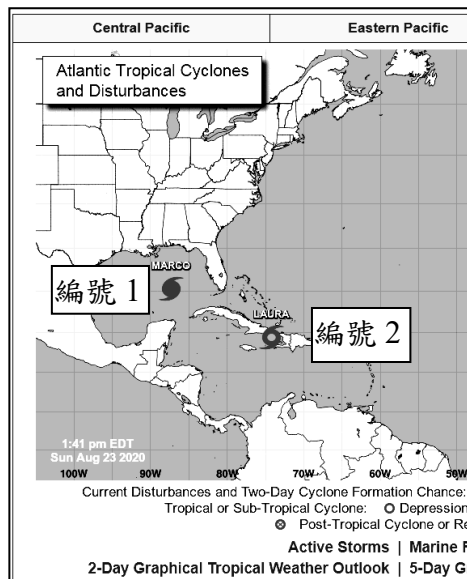 Central Pacific
Eastern Pacific
Atlantic Tropical Cyclones
and Disturbances
MARCO
編號 1
LAURA
編號 2
1:41 pm EDT
Sun Aug 23 2020
100W 90W 80W 70W 60W 50W
Current Disturbances and Two-Day Cyclone Formation Chance:
Tropical or Sub-Tropical Cyclone: Depression
Post-Tropical Cyclone or Re
Active Storms | Marine F
2-Day Graphical Tropical Weather Outlook | 5-Day G